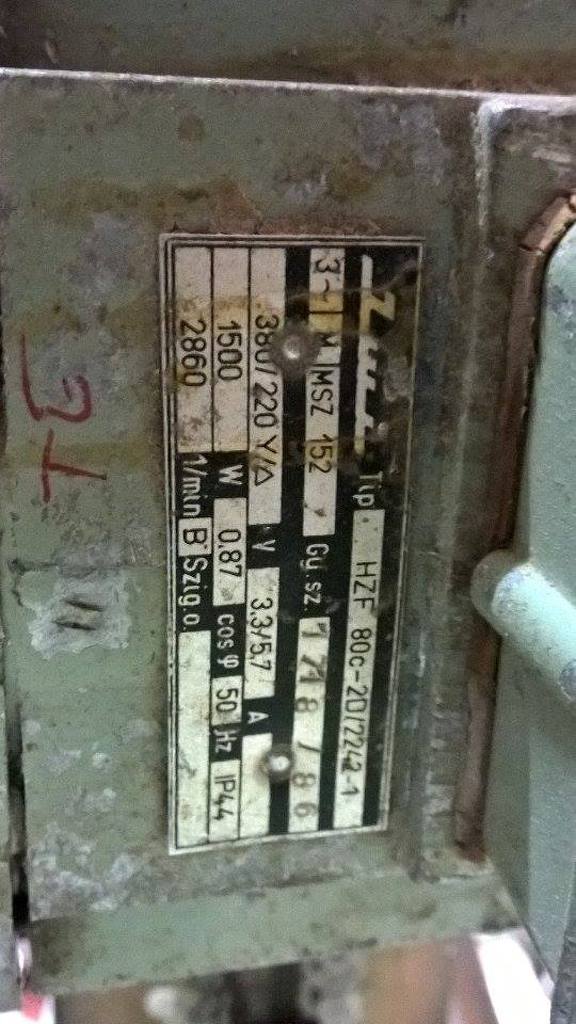 Tip. HZF 80c-2D/2242-1
3~ M MSZ 152 Gy.sz 1718/86
380/220 Y/Δ V 3.3/5.7 A
1500 W 0.87 cos φ 50 Hz IP44
2860 1/min B Szig.o.